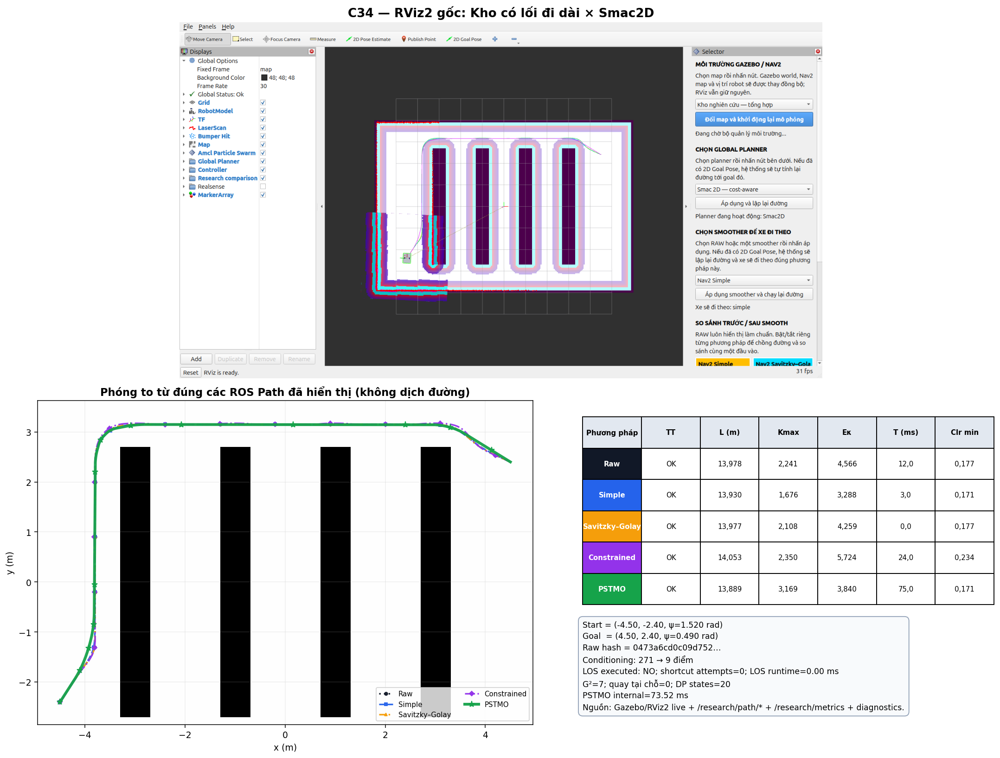 C34 — RViz2 gốc: Kho có lối đi dài × Smac2D
File Panels Help
Move Camera Select Focus Camera Measure 2D Pose Estimate Publish Point 2D Goal Pose
Displays
Global Options
Fixed Frame map
Background Color 48; 48; 48
Frame Rate 30
Global Status: Ok
Grid
RobotModel
TF
LaserScan
Bumper Hit
Map
Amcl Particle Swarm
Global Planner
Controller
Research comparison
Realsense
MarkerArray
Add Duplicate Remove Rename
Reset RViz is ready.
Selector
MÔI TRƯỜNG GAZEBO / NAV2
Chọn map rồi nhấn nút. Gazebo world, Nav2
map và vị trí robot sẽ được thay đồng bộ;
RViz vẫn giữ nguyên.
Kho nghiên cứu — tổng hợp
Đổi map và khởi động lại mô phỏng
Đang chờ bộ quản lý môi trường...
CHỌN GLOBAL PLANNER
Chọn planner rồi nhấn nút bên dưới. Nếu đã
có 2D Goal Pose, hệ thống sẽ tự tính lại
đường tới goal đó.
Smac 2D — cost-aware
Áp dụng và lập lại đường
Planner đang hoạt động: Smac2D
CHỌN SMOOTHER ĐỂ XE ĐI THEO
Chọn RAW hoặc một smoother rồi nhấn áp
dụng. Nếu đã có 2D Goal Pose, hệ thống sẽ
lập lại đường và xe sẽ đi theo đúng phương
pháp này.
Nav2 Simple
Áp dụng smoother và chạy lại đường
Xe sẽ đi theo: simple
SO SÁNH TRƯỚC / SAU SMOOTH
RAW luôn hiển thị làm chuẩn. Bật/tắt riêng
từng phương pháp để chồng đường và so
sánh cùng một đầu vào.
Nav2 Simple Nav2 Savitzky–Gola
31 fps
Phóng to từ đúng các ROS Path đã hiển thị (không dịch đường)
y (m)
3
2
1
0
−1
−2
−4 −2 0 2 4
x (m)
Raw Constrained
Simple PSTMO
Savitzky–Golay
Phương pháp TT L (m) Kmax Eκ T (ms) Clr min
Raw OK 13,978 2,241 4,566 12,0 0,177
Simple OK 13,930 1,676 3,288 3,0 0,171
Savitzky–Golay OK 13,977 2,108 4,259 0,0 0,177
Constrained OK 14,053 2,350 5,724 24,0 0,234
PSTMO OK 13,889 3,169 3,840 75,0 0,171
Start = (-4.50, -2.40, ψ=1.520 rad)
Goal = (4.50, 2.40, ψ=0.490 rad)
Raw hash = 0473a6cd0c09d752…
Conditioning: 271 → 9 điểm
LOS executed: NO; shortcut attempts=0; LOS runtime=0.00 ms
G²=7; quay tại chỗ=0; DP states=20
PSTMO internal=73.52 ms
Nguồn: Gazebo/RViz2 live + /research/path/* + /research/metrics + diagnostics.